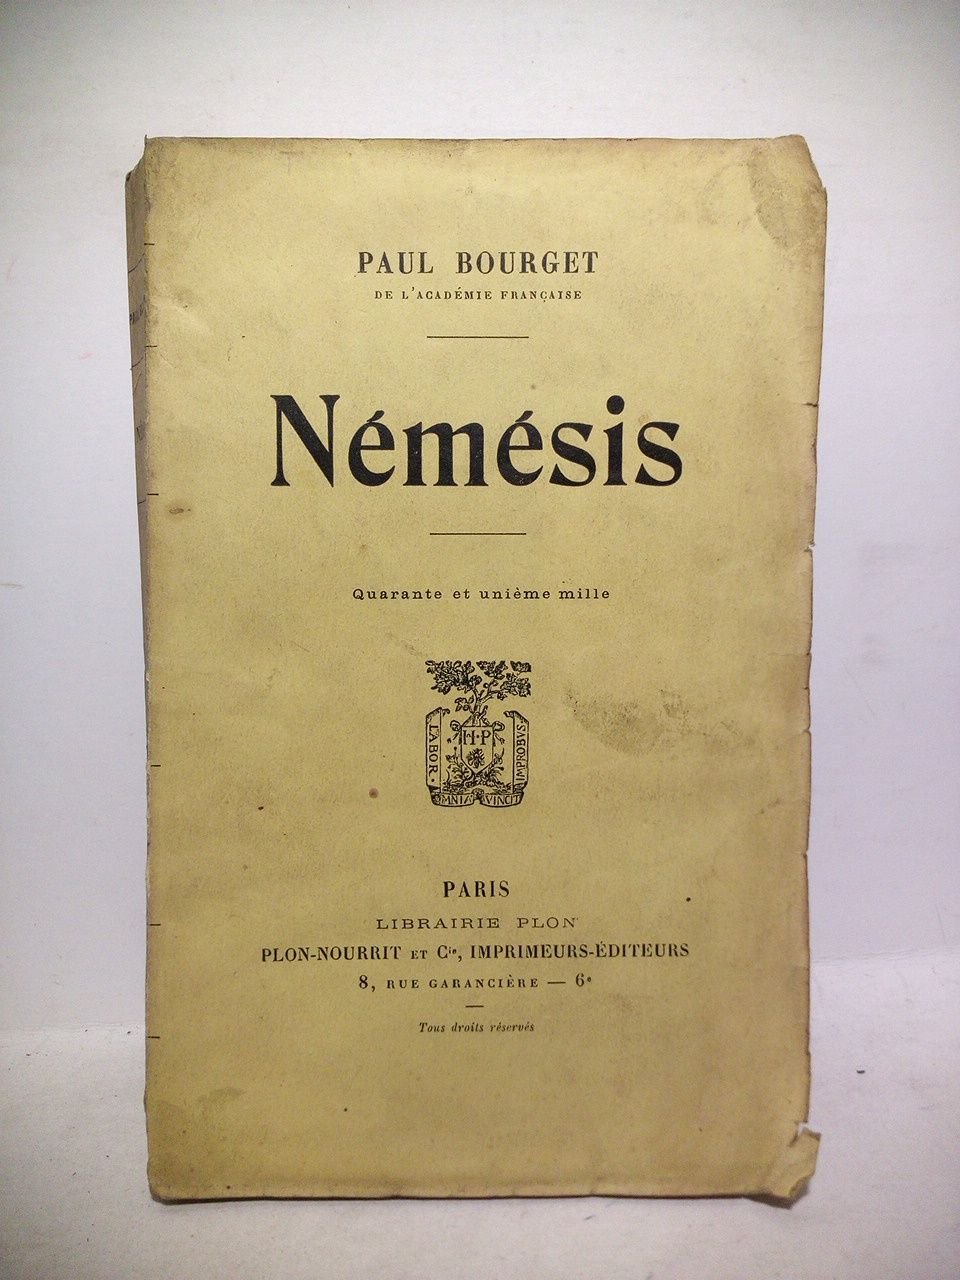 PAUL BOURGET
DE L'ACADÉMIE FRANÇAISE
Némésis
Quarante et unième mille
LABOR
H·P
IMPROBVS
OMNIA VINCIT
PARIS
LIBRAIRIE PLON
PLON-NOURRIT ET Cie, IMPRIMEURS-ÉDITEURS
8, RUE GARANCIÈRE — 6e
Tous droits réservés